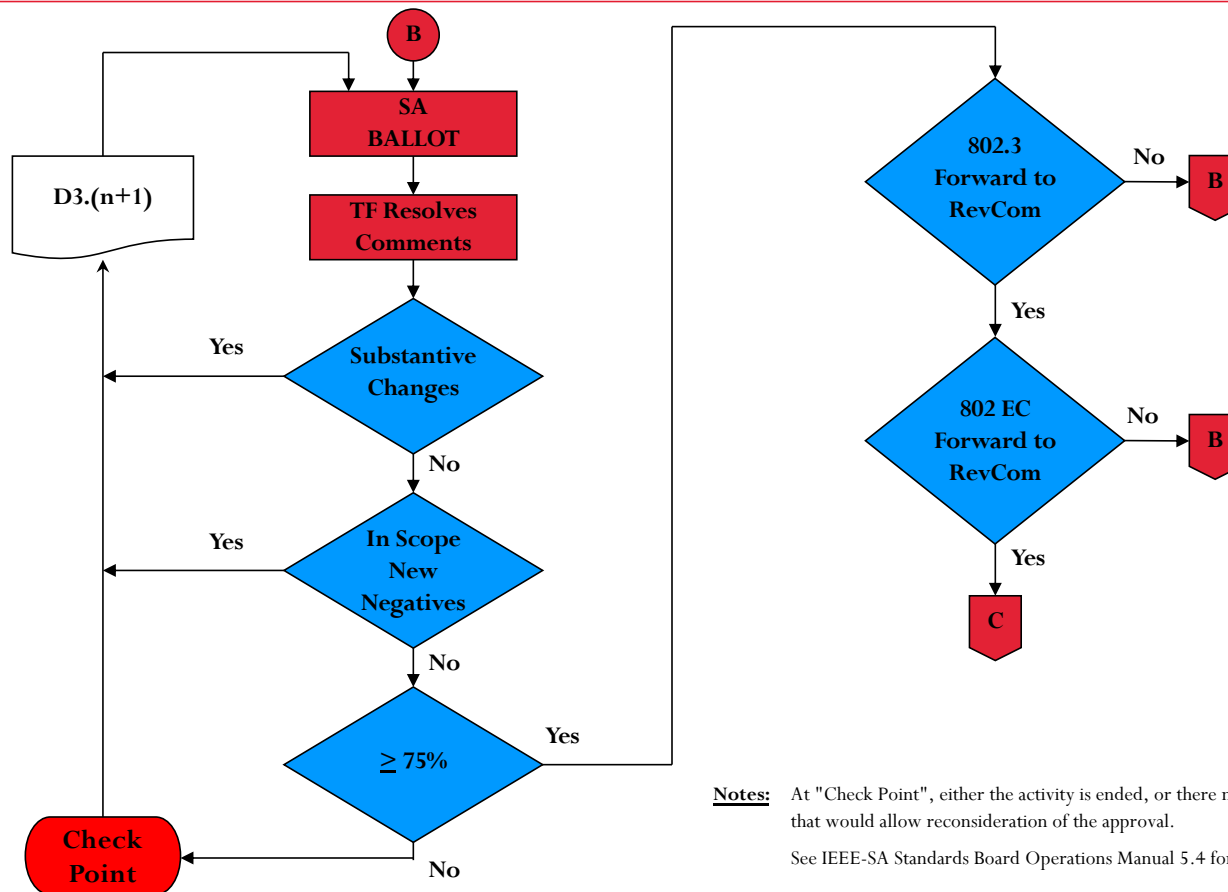 B
SA
BALLOT
D3.(n+1)
TF Resolves
Comments
Yes
Substantive
Changes
No
Yes
In Scope
New
Negatives
No
≥ 75%
Yes
Check
Point
No
802.3
Forward to
RevCom
No
B
Yes
802 EC
Forward to
RevCom
No
B
Yes
C
Notes: At "Check Point", either the activity is ended, or there
that would allow reconsideration of the approval.
See IEEE-SA Standards Board Operations Manual 5.4 for